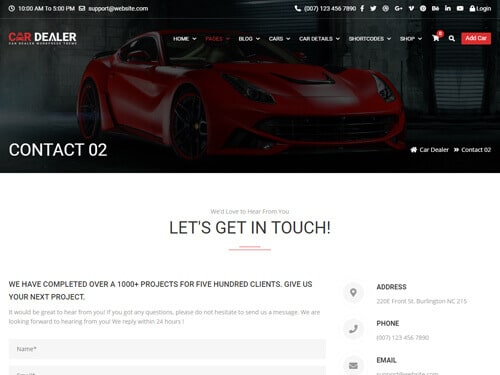 10:00 AM To 5:00 PM support@website.com (007) 123 456 7890 Login
CAR DEALER
CAR DEALER WORDPRESS THEME
HOME PAGES BLOG CARS CAR DETAILS SHORTCODES SHOP Add Car
CONTACT 02
Car Dealer » Contact 02
We'd Love to Hear From You
LET'S GET IN TOUCH!
WE HAVE COMPLETED OVER A 1000+ PROJECTS FOR FIVE HUNDRED CLIENTS. GIVE US
YOUR NEXT PROJECT.
It would be great to hear from you! If you got any questions, please do not hesitate to send us a message. We are
looking forward to hearing from you! We reply within 24 hours !
Name*
Email*
ADDRESS
220E Front St. Burlington NC 215
PHONE
(007) 123 456 7890
EMAIL
support@website.com